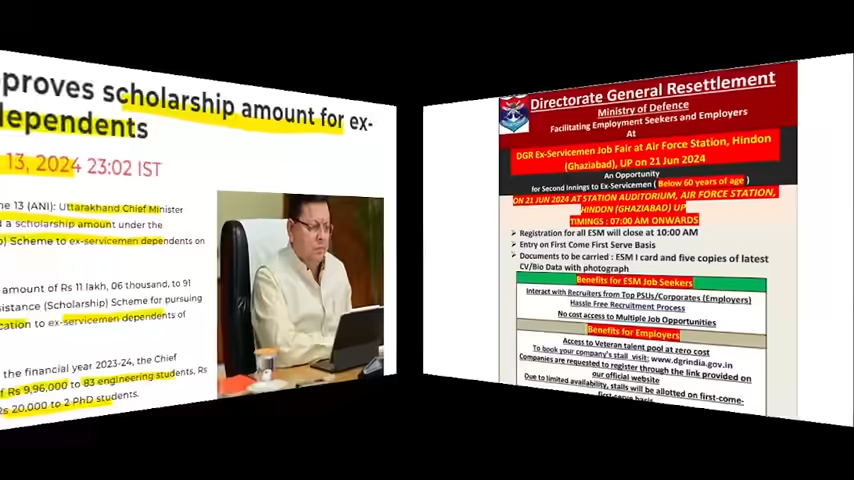 proves scholarship amount for ex-
dependents
13, 2024 23:02 IST
ne 13 (ANI): Uttarakhand Chief Minister
d a scholarship amount under the
) Scheme to ex-servicemen dependents on
amount of Rs 11 lakh, 06 thousand, to 91
sistance (Scholarship) Scheme for pursuing
cation to ex-servicemen dependents of
the financial year 2023-24, the Chief
f Rs 9,96,000 to 83 engineering students, Rs
Rs 20,000 to 2 PhD students.
Directorate General Resettlement
Ministry of Defence
Facilitating Employment Seekers and Employers
At
DGR Ex-Servicemen Job Fair at Air Force Station, Hindon
(Ghaziabad), UP on 21 Jun 2024
An Opportunity
for Second Innings to Ex-Servicemen ( Below 60 years of age )
ON 21 JUN 2024 AT STATION AUDITORIUM, AIR FORCE STATION,
HINDON (GHAZIABAD) UP
TIMINGS : 07:00 AM ONWARDS
➢ Registration for all ESM will close at 10:00 AM
➢ Entry on First Come First Serve Basis
➢ Documents to be carried : ESM I card and five copies of latest
CV/Bio Data with photograph
Benefits for ESM Job Seekers
Interact with Recruiters from Top PSUs/Corporates (Employers)
Hassle Free Recruitment Process
No cost access to Multiple Job Opportunities
Benefits for Employers
Access to Veteran talent pool at zero cost
To book your company's stall visit: www.dgrindia.gov.in
Companies are requested to register through the link provided on
our official website
Due to limited availability, stalls will be allotted on first-come-
first-serve basis